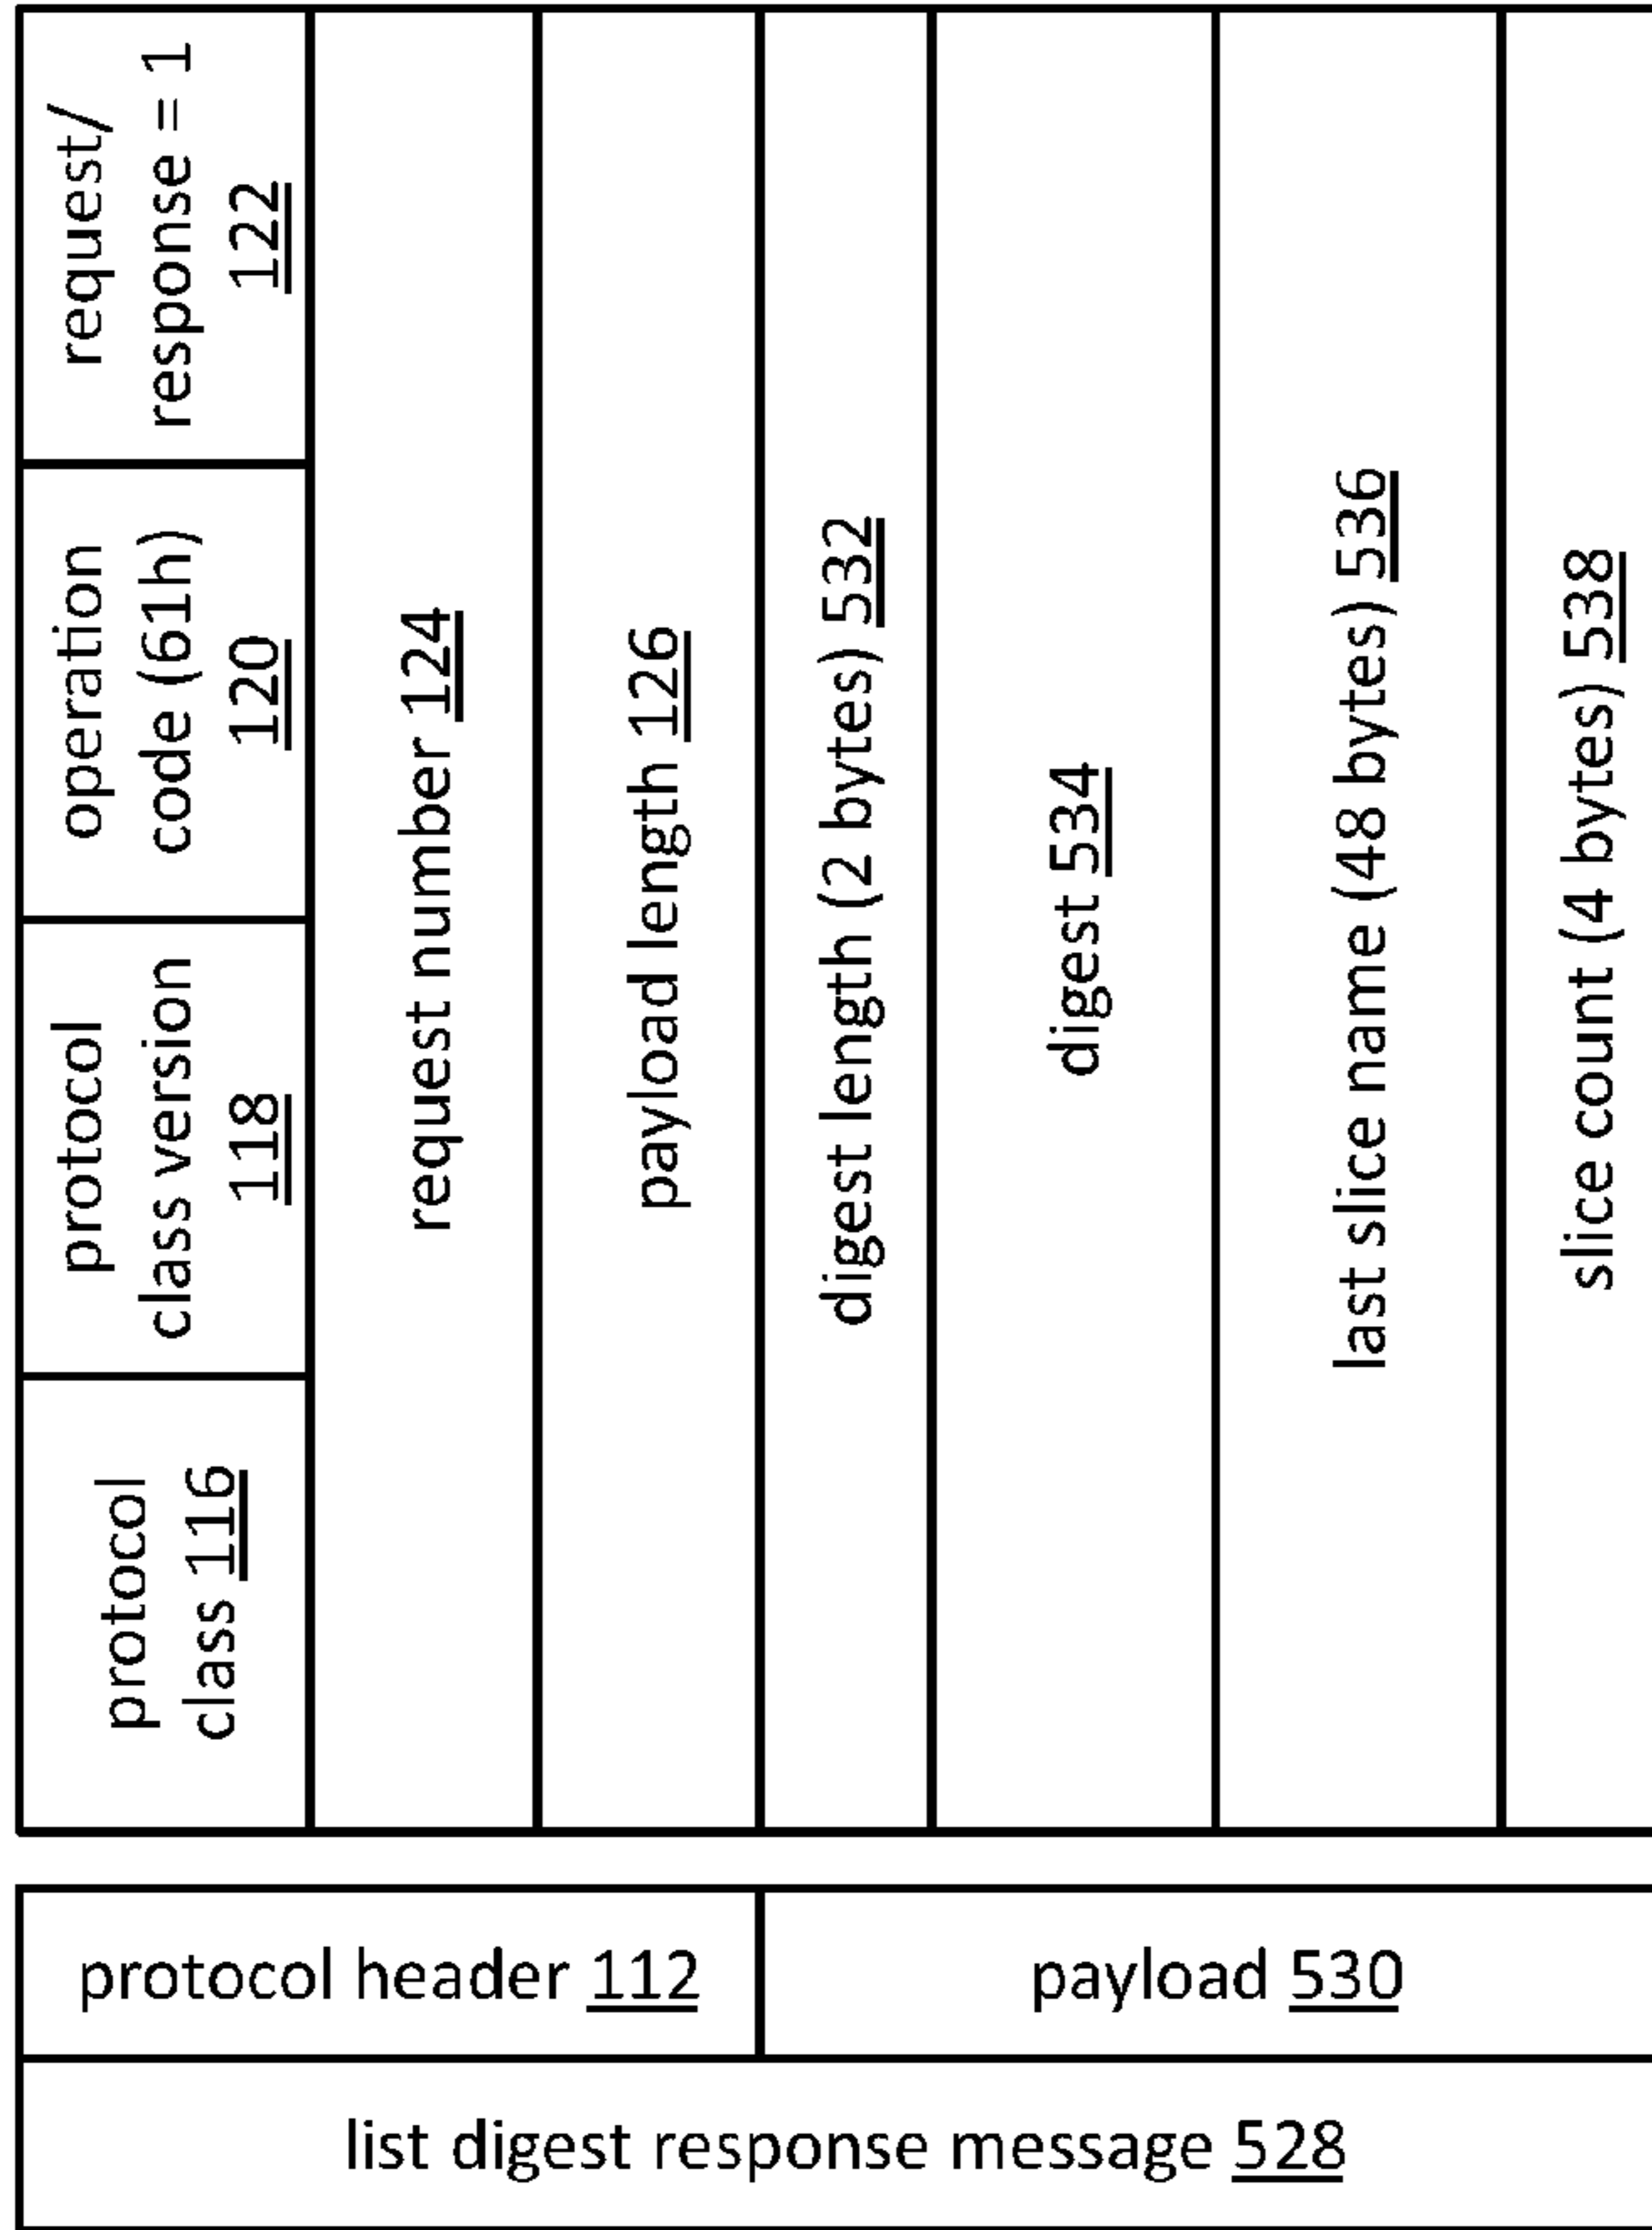 protocol
class 116
protocol
class version
118
operation
code (61h)
120
request/
response = 1
122
request number 124
payload length 126
digest length (2 bytes) 532
digest 534
last slice name (48 bytes) 536
slice count (4 bytes) 538
protocol header 112
payload 530
list digest response message 528